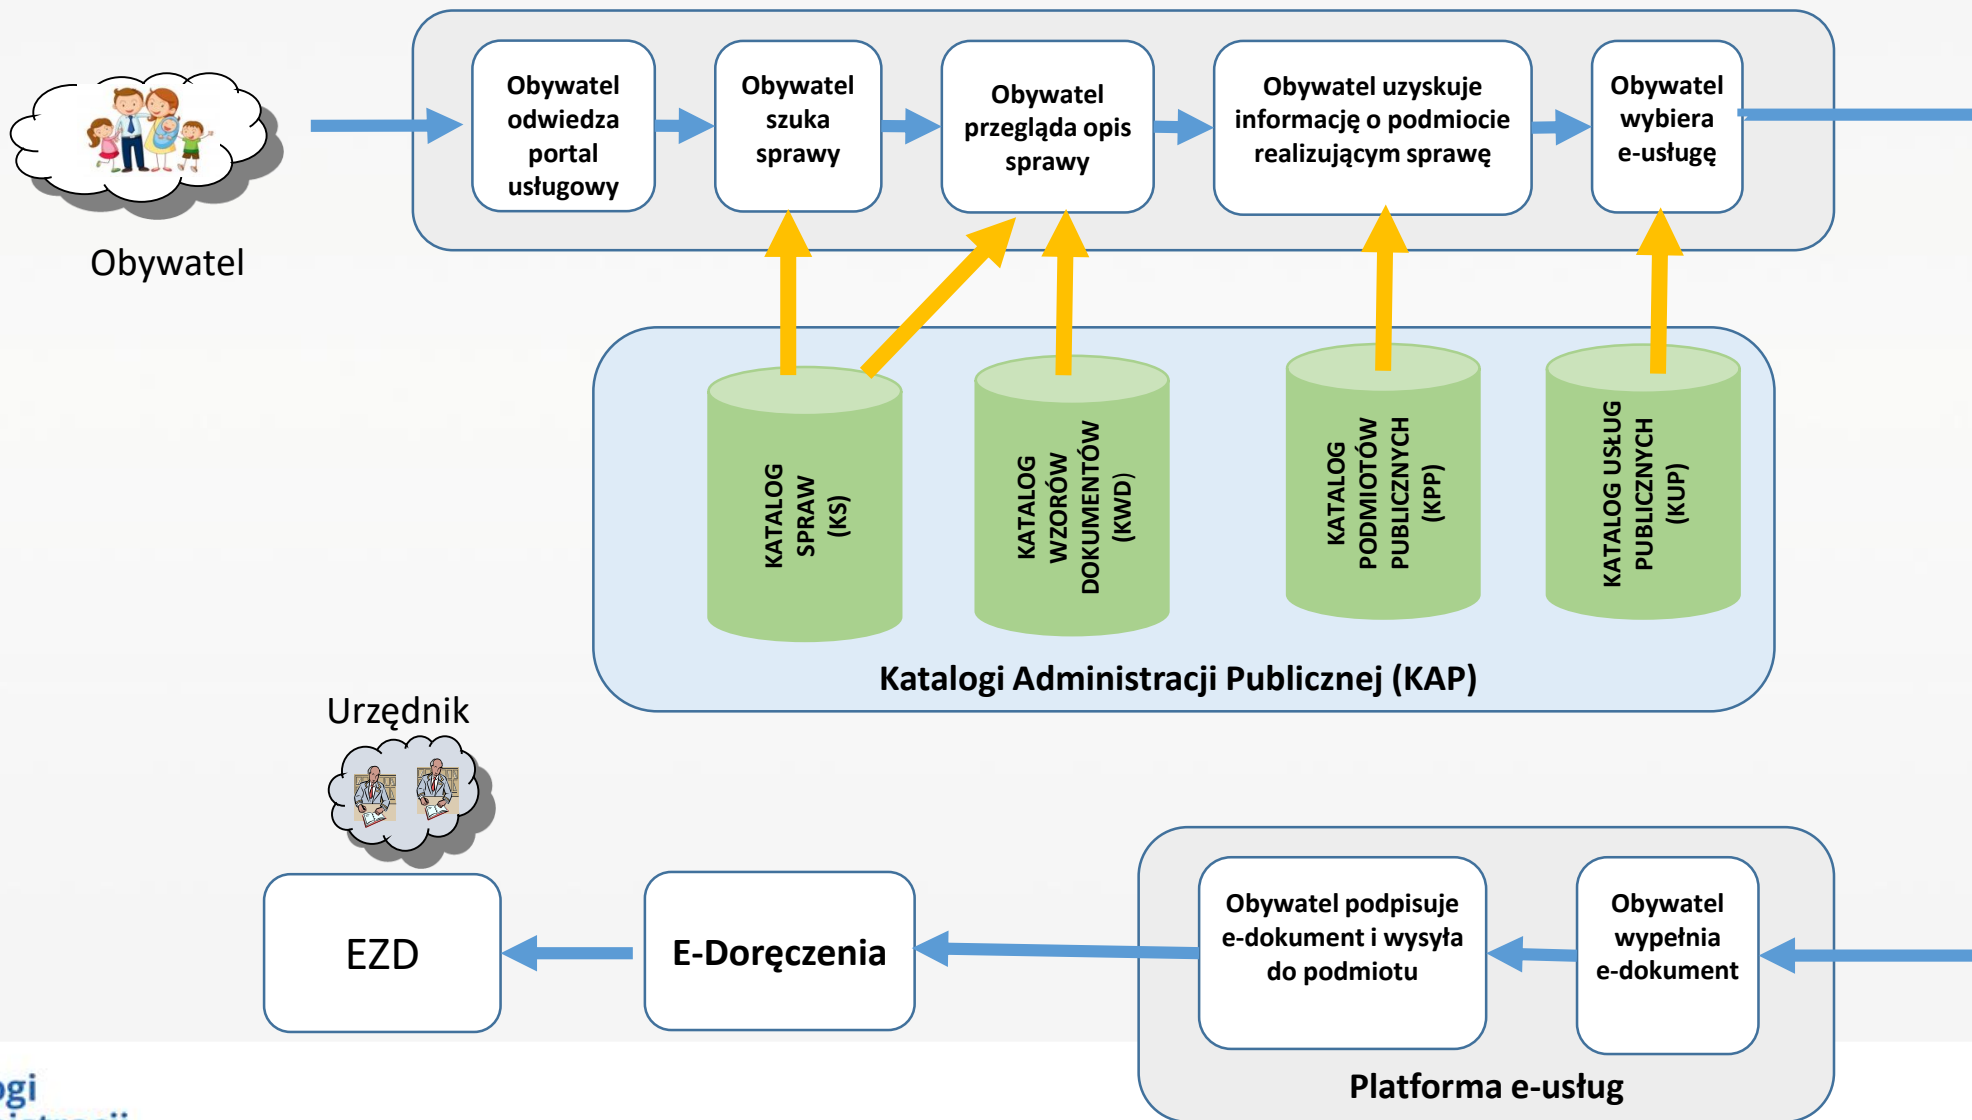 Obywatel
odwiedza
portal
usługowy
Obywatel
szuka
sprawy
Obywatel
przegląda opis
sprawy
Obywatel uzyskuje
informację o podmiocie
realizującym sprawę
Obywatel
wybiera
e-usługę
Obywatel
KATALOG
SPRAW
(KS)
KATALOG
WZORÓW
DOKUMENTÓW
(KWD)
KATALOG
PODMIOTÓW
PUBLICZNYCH
(KPP)
KATALOG USŁUG
PUBLICZNYCH
(KUP)
Katalogi Administracji Publicznej (KAP)
Urzędnik
EZD
E-Doręczenia
Obywatel podpisuje
e-dokument i wysyła
do podmiotu
Obywatel
wypełnia
e-dokument
Platforma e-usług